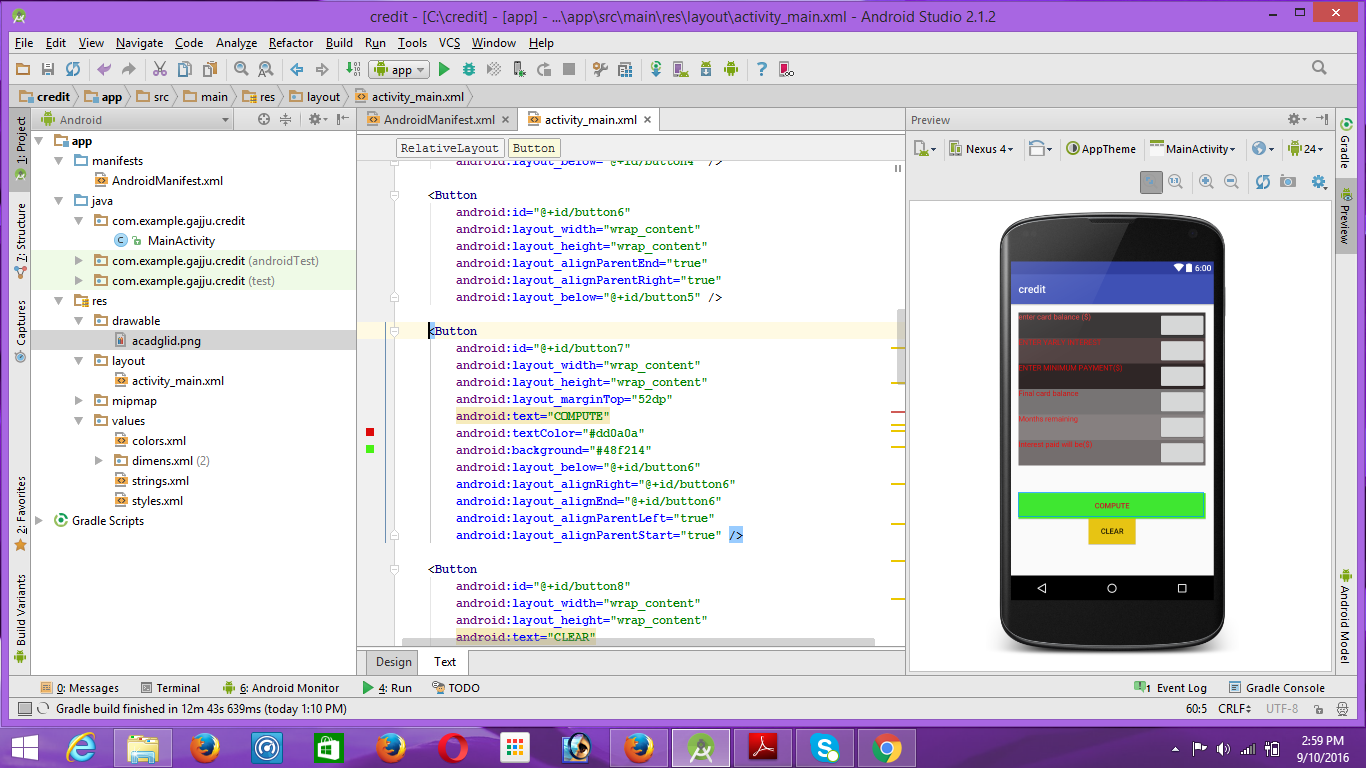 credit - [C:\credit] - [app] - ...\app\src\main\res\layout\activity_main.xml - Android Studio 2.1.2
File Edit View Navigate Code Analyze Refactor Build Run Tools VCS Window Help
app
credit app src main res layout activity_main.xml
1: Project
7: Structure
Captures
2: Favorites
Build Variants
Android
app
manifests
AndroidManifest.xml
java
com.example.gajju.credit
MainActivity
com.example.gajju.credit (androidTest)
com.example.gajju.credit (test)
res
drawable
acadglid.png
layout
activity_main.xml
mipmap
values
colors.xml
dimens.xml (2)
strings.xml
styles.xml
Gradle Scripts
AndroidManifest.xml activity_main.xml
RelativeLayout Button
android:layout_below="@+id/button4" />
<Button
android:id="@+id/button6"
android:layout_width="wrap_content"
android:layout_height="wrap_content"
android:layout_alignParentEnd="true"
android:layout_alignParentRight="true"
android:layout_below="@+id/button5" />
<Button
android:id="@+id/button7"
android:layout_width="wrap_content"
android:layout_height="wrap_content"
android:layout_marginTop="52dp"
android:text="COMPUTE"
android:textColor="#dd0a0a"
android:background="#48f214"
android:layout_below="@+id/button6"
android:layout_alignRight="@+id/button6"
android:layout_alignEnd="@+id/button6"
android:layout_alignParentLeft="true"
android:layout_alignParentStart="true" />
<Button
android:id="@+id/button8"
android:layout_width="wrap_content"
android:layout_height="wrap_content"
android:text="CLEAR"
Design Text
Preview
Nexus 4 AppTheme MainActivity 24
6:00
credit
Enter card balance ($)
ENTER MINIMUM PAYMENT($)
Final card balance
Months remaining
Interest paid will be($)
COMPUTE
CLEAR
Gradle
Preview
Android Model
0: Messages Terminal 6: Android Monitor 4: Run TODO 1 Event Log Gradle Console
Gradle build finished in 12m 43s 639ms (today 1:10 PM) 60:5 CRLF UTF-8
2:59 PM
9/10/2016